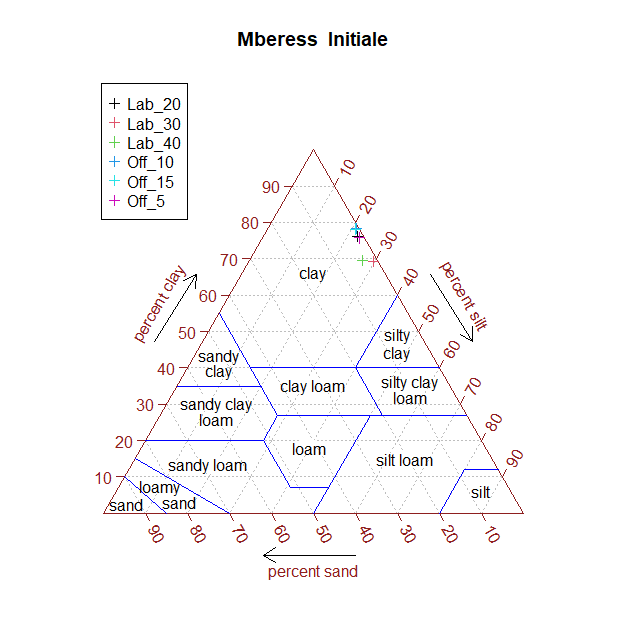 Mberess Initiale
Lab_20
Lab_30
Lab_40
Off_10
Off_15
Off_5
10
20
30
40
50
60
70
80
90
90
80
70
60
50
40
30
20
10
percent clay
percent silt
clay
silty
clay
sandy
clay
clay loam
silty clay
loam
sandy clay
loam
loam
silt loam
sandy loam
loamy
sand
sand
silt
90
80
70
60
50
40
30
20
10
percent sand